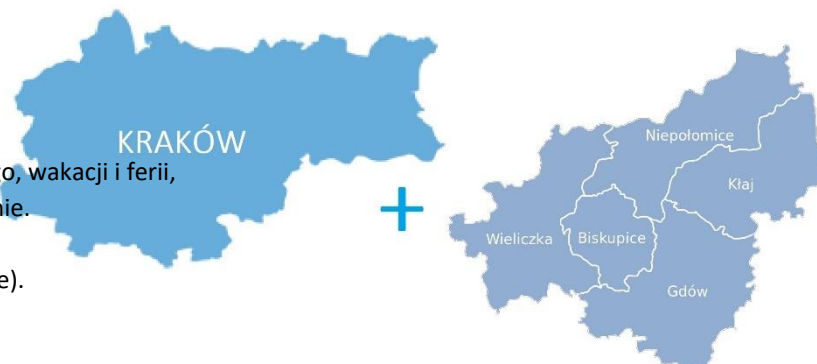 KRAKÓW
o, wakacji i ferii,
nie.
e).
+
Niepołomice
Kłaj
Wieliczka
Biskupice
Gdów